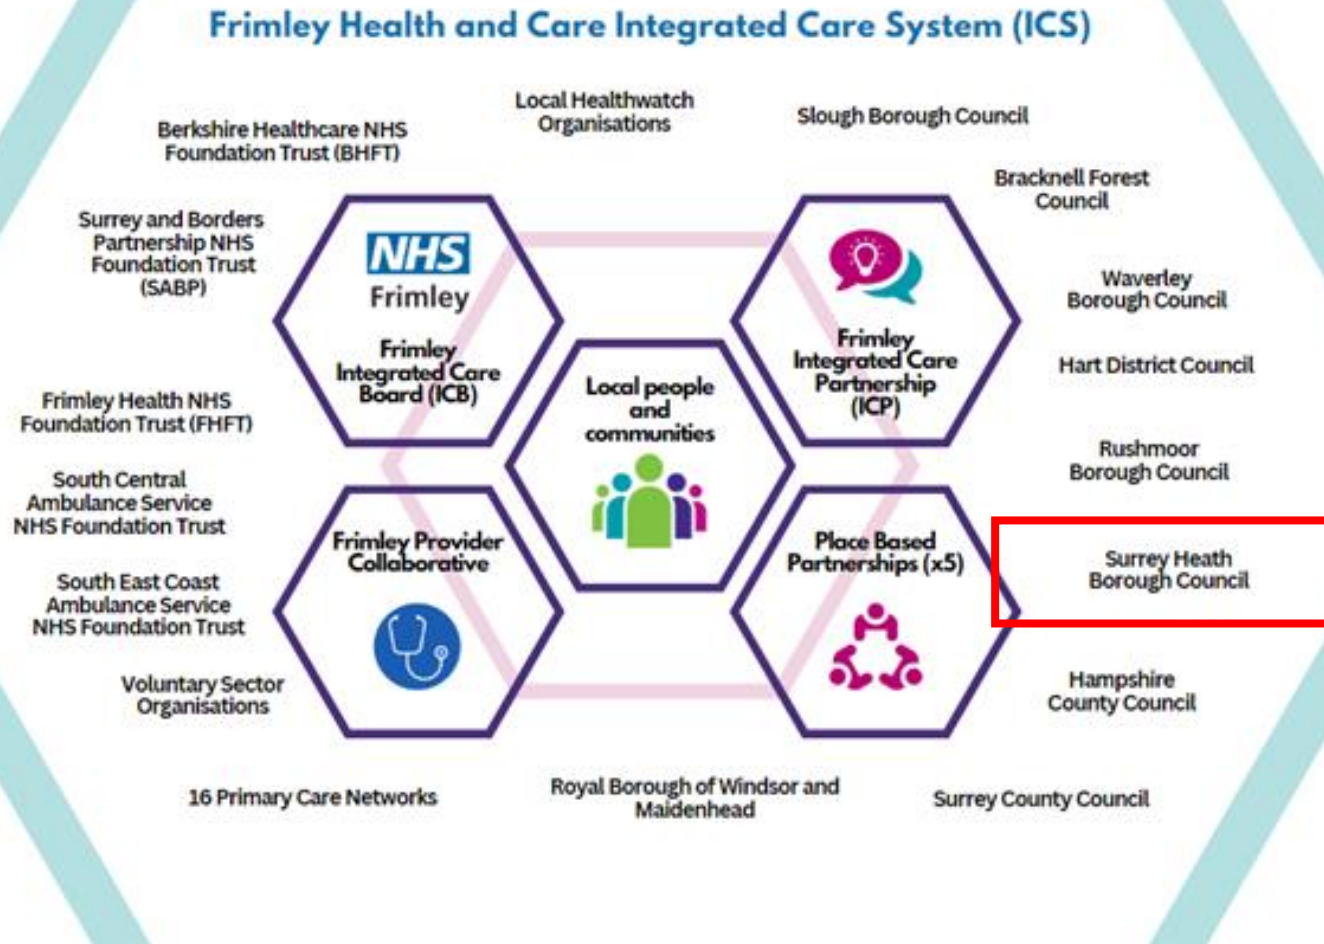 Frimley Health and Care Integrated Care System (ICS)
Local Healthwatch
Organisations
Slough Borough Council
Berkshire Healthcare NHS
Foundation Trust (BHFT)
Bracknell Forest
Council
Surrey and Borders
Partnership NHS
Foundation Trust
(SABP)
NHS
Frimley
Frimley
Integrated Care
Board (ICB)
Frimley
Integrated Care
Partnership
(ICP)
Waverley
Borough Council
Hart District Council
Local people
and
communities
Frimley Health NHS
Foundation Trust (FHFT)
Rushmoor
Borough Council
South Central
Ambulance Service
NHS Foundation Trust
Frimley Provider
Collaborative
Place Based
Partnerships (x5)
Surrey Heath
Borough Council
South East Coast
Ambulance Service
NHS Foundation Trust
Voluntary Sector
Organisations
Hampshire
County Council
16 Primary Care Networks
Royal Borough of Windsor and
Maidenhead
Surrey County Council